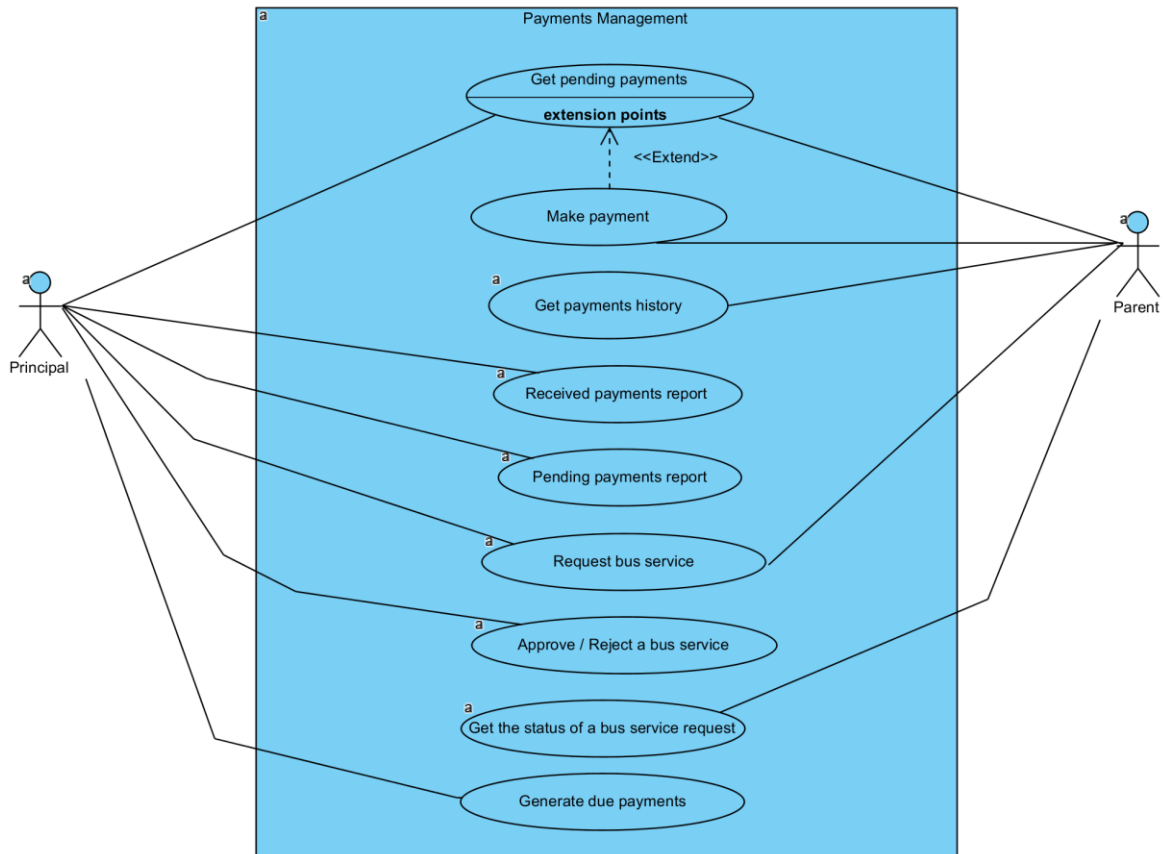 a
Payments Management
Get pending payments
extension points
<<Extend>>
Make payment
a
Parent
a
Principal
a
Get payments history
a
Received payments report
a
Pending payments report
a
Request bus service
a
Approve / Reject a bus service
a
Get the status of a bus service request
Generate due payments